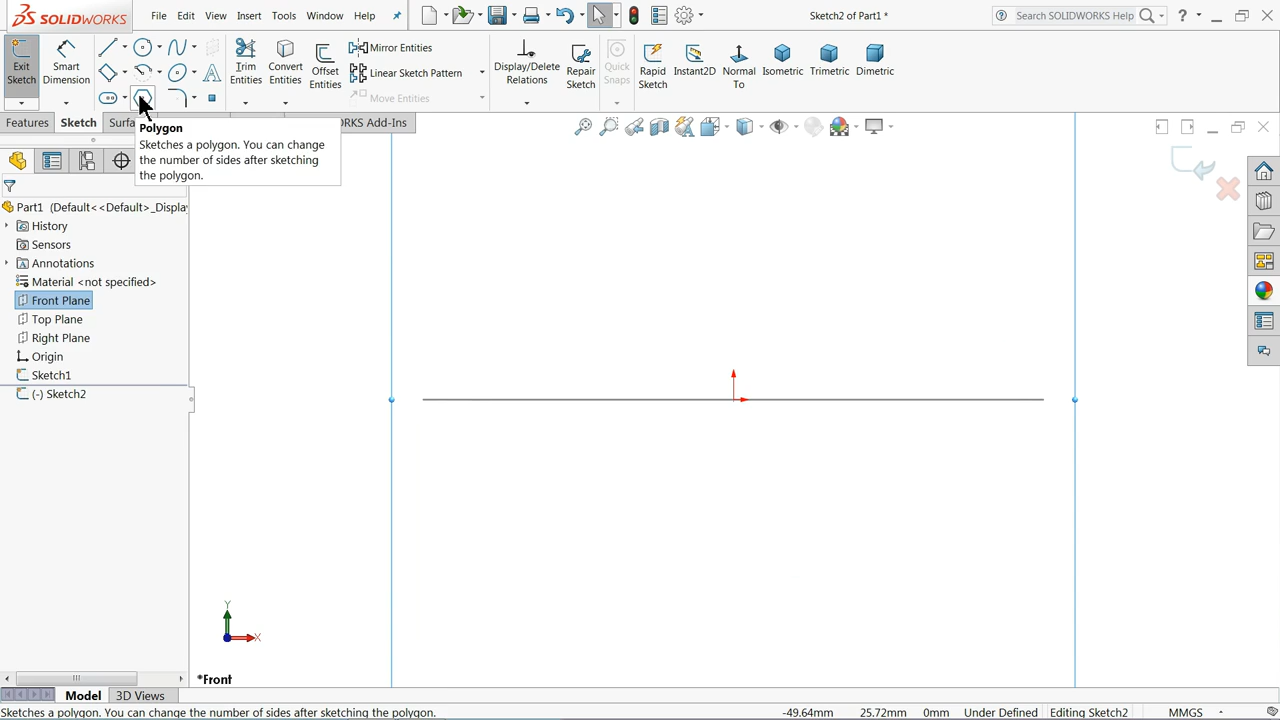 SOLIDWORKS
File
Edit
View
Insert
Tools
Window
Help
Sketch2 of Part1 *
Search SOLIDWORKS Help
Exit
Sketch
Smart
Dimension
Trim
Entities
Convert
Entities
Offset
Entities
Mirror Entities
Linear Sketch Pattern
Move Entities
Display/Delete
Relations
Repair
Sketch
Quick
Snaps
Rapid
Sketch
Instant2D
Normal
To
Isometric
Trimetric
Dimetric
Features
Sketch
Surfa
RKS Add-Ins
Polygon
Sketches a polygon. You can change
the number of sides after sketching
the polygon.
Part1 (Default<<Default>_Display
History
Sensors
Annotations
Material <not specified>
Front Plane
Top Plane
Right Plane
Origin
Sketch1
(-) Sketch2
Y
X
*Front
Model
3D Views
Sketches a polygon. You can change the number of sides after sketching the polygon.
-49.64mm
25.72mm
0mm
Under Defined
Editing Sketch2
MMGS